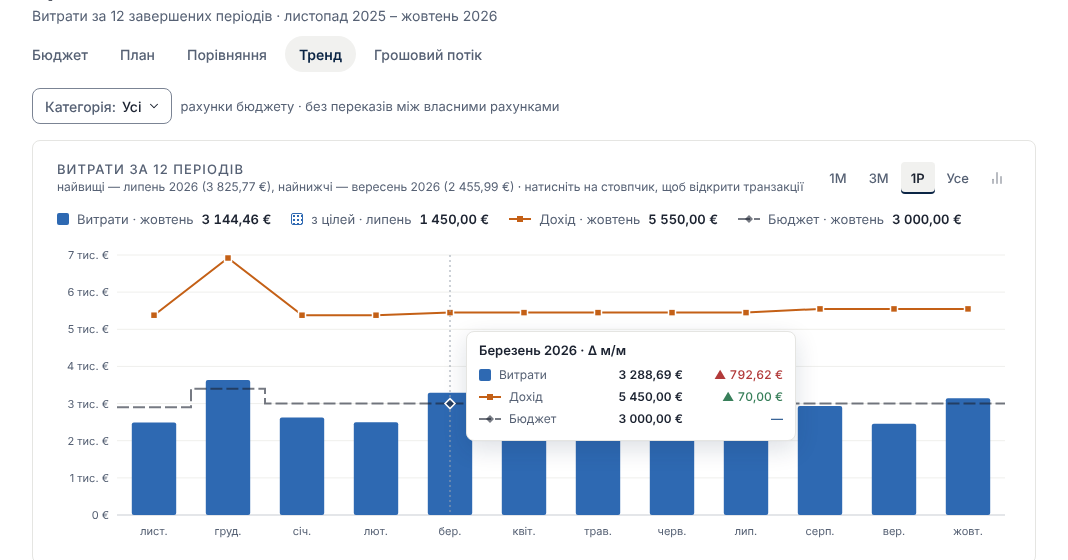 Витрати за 12 завершених періодів · листопад 2025 – жовтень 2026
Бюджет План Порівняння Тренд Грошовий потік
Категорія: Усі рахунки бюджету · без переказів між власними рахунками
ВИТРАТИ ЗА 12 ПЕРІОДІВ
найвищі — липень 2026 (3 825,77 €), найнижчі — вересень 2026 (2 455,99 €) · натисніть на стовпчик, щоб відкрити транзакції
1М 3М 1Р Усе
Витрати · жовтень 3 144,46 € з цілей · липень 1 450,00 € Дохід · жовтень 5 550,00 € Бюджет · жовтень 3 000,00 €
7 тис. €
6 тис. €
5 тис. €
4 тис. €
3 тис. €
2 тис. €
1 тис. €
0 €
Березень 2026 · Δ м/м
Витрати 3 288,69 € ▲ 792,62 €
Дохід 5 450,00 € ▲ 70,00 €
Бюджет 3 000,00 € —
лист. груд. січ. лют. бер. квіт. трав. черв. лип. серп. вер. жовт.